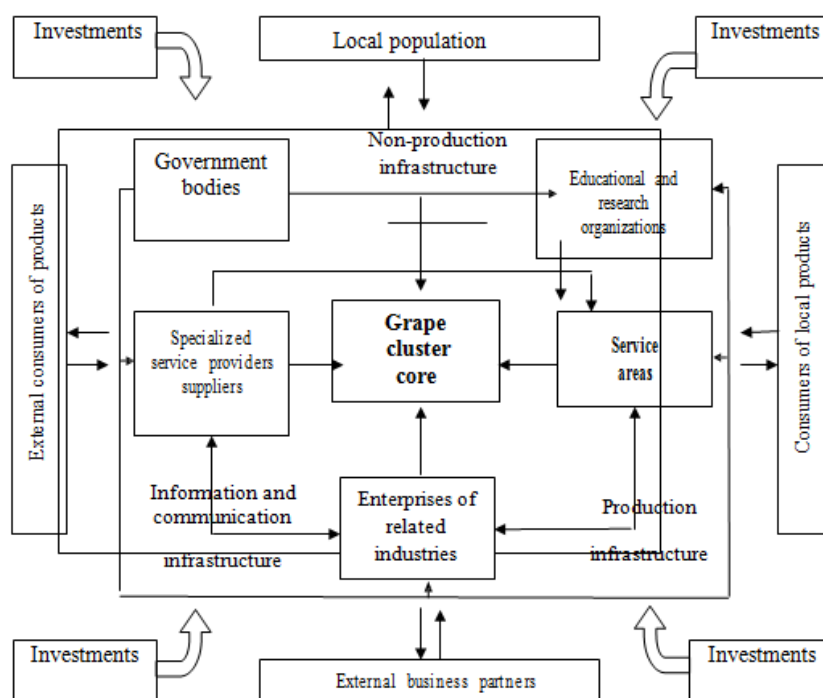 Investments
Local population
Investments
Non-production
infrastructure
Government
bodies
Educational and
research
organizations
External consumers of products
Consumers of local products
Specialized
service providers
suppliers
Grape
cluster
core
Service
areas
Information and
communication
infrastructure
Enterprises of
related
industries
Production
infrastructure
Investments
External business partners
Investments